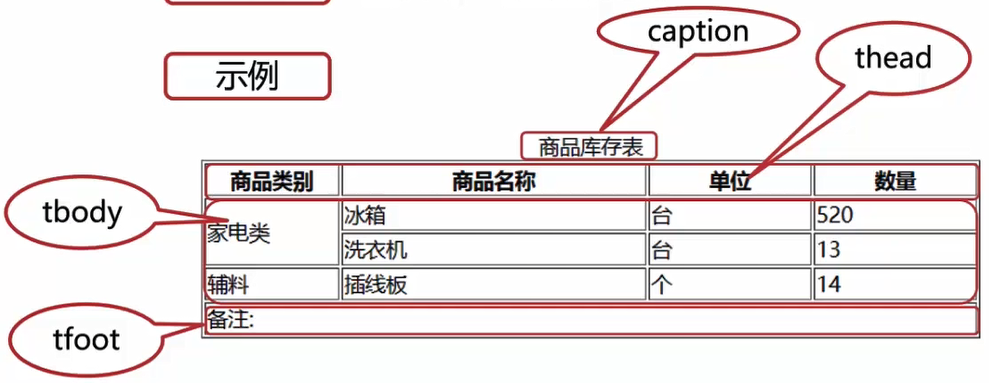 caption
thead
示例
商品库存表
商品类别 商品名称 单位 数量
tbody
家电类 冰箱 台 520
洗衣机 台 13
辅料 插线板 个 14
备注:
tfoot